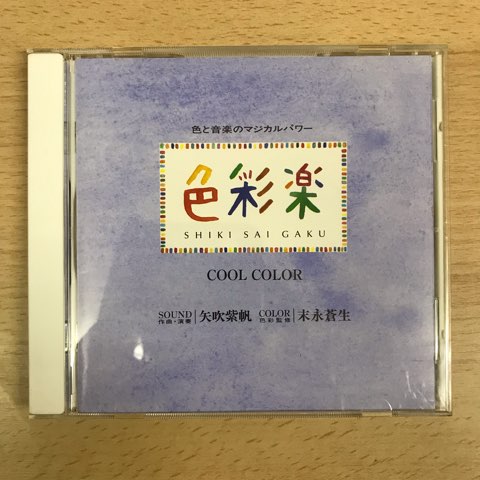 色と音楽のマジカルパワー
色彩楽
SHIKI SAI GAKU
COOL COLOR
SOUND 作曲・演奏 矢吹紫帆 COLOR 色彩監修 末永蒼生